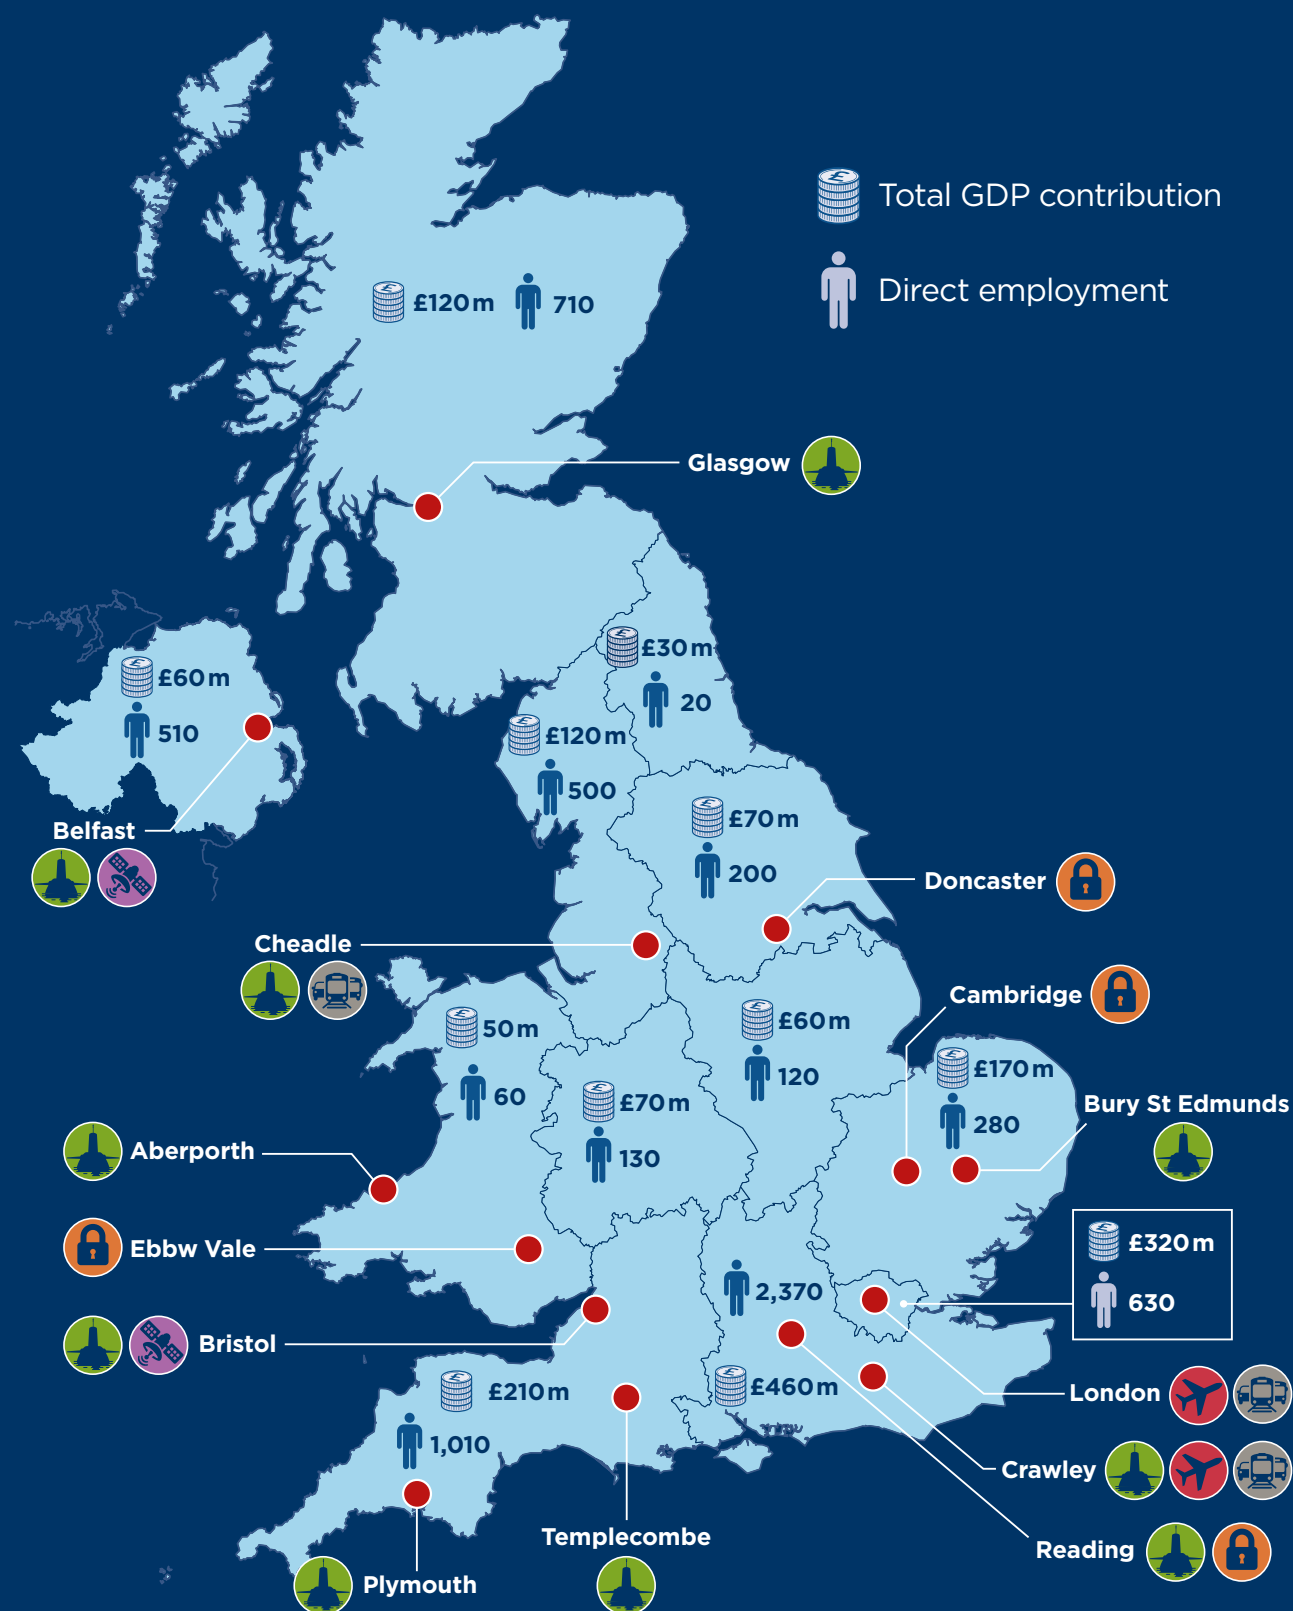 Total GDP contribution
Direct employment
£120m 710
Glasgow
£30m
20
£60m
510
£120m
500
Belfast
£70m
200
Doncaster
Cheadle
Cambridge
50m
60
£60m
120
£170m
280
£70m
130
Bury St Edmunds
Aberporth
Ebbw Vale
£320m
630
2,370
Bristol
£460m
£210m
1,010
London
Crawley
Templecombe
Reading
Plymouth